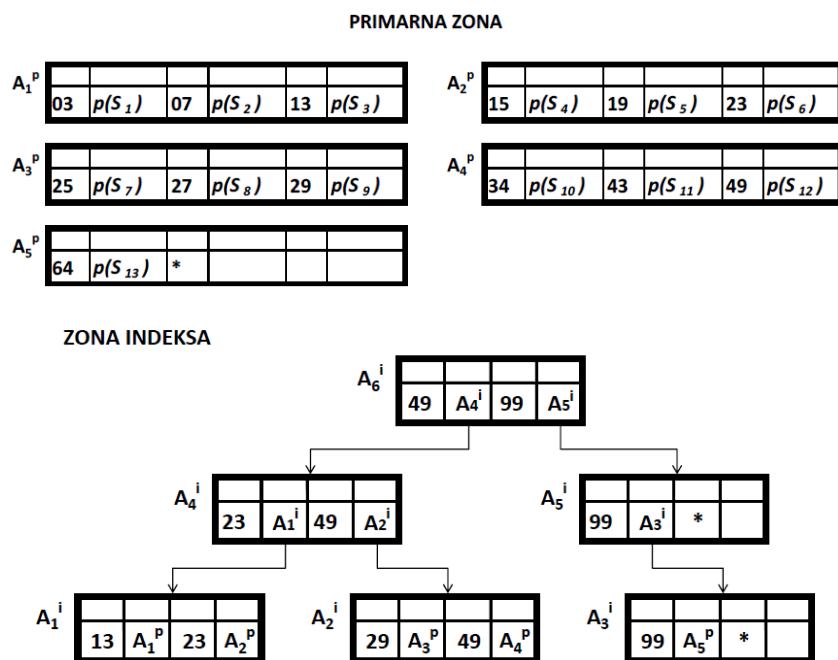 PRIMARNA ZONA
A₁ᵖ 03 p(S₁) 07 p(S₂) 13 p(S₃)
A₂ᵖ 15 p(S₄) 19 p(S₅) 23 p(S₆)
A₃ᵖ 25 p(S₇) 27 p(S₈) 29 p(S₉)
A₄ᵖ 34 p(S₁₀) 43 p(S₁₁) 49 p(S₁₂)
A₅ᵖ 64 p(S₁₃) *
ZONA INDEKSA
A₆ⁱ 49 A₄ⁱ 99 A₅ⁱ
A₄ⁱ 23 A₁ⁱ 49 A₂ⁱ
A₅ⁱ 99 A₃ⁱ *
A₁ⁱ 13 A₁ᵖ 23 A₂ᵖ
A₂ⁱ 29 A₃ᵖ 49 A₄ᵖ
A₃ⁱ 99 A₅ᵖ *